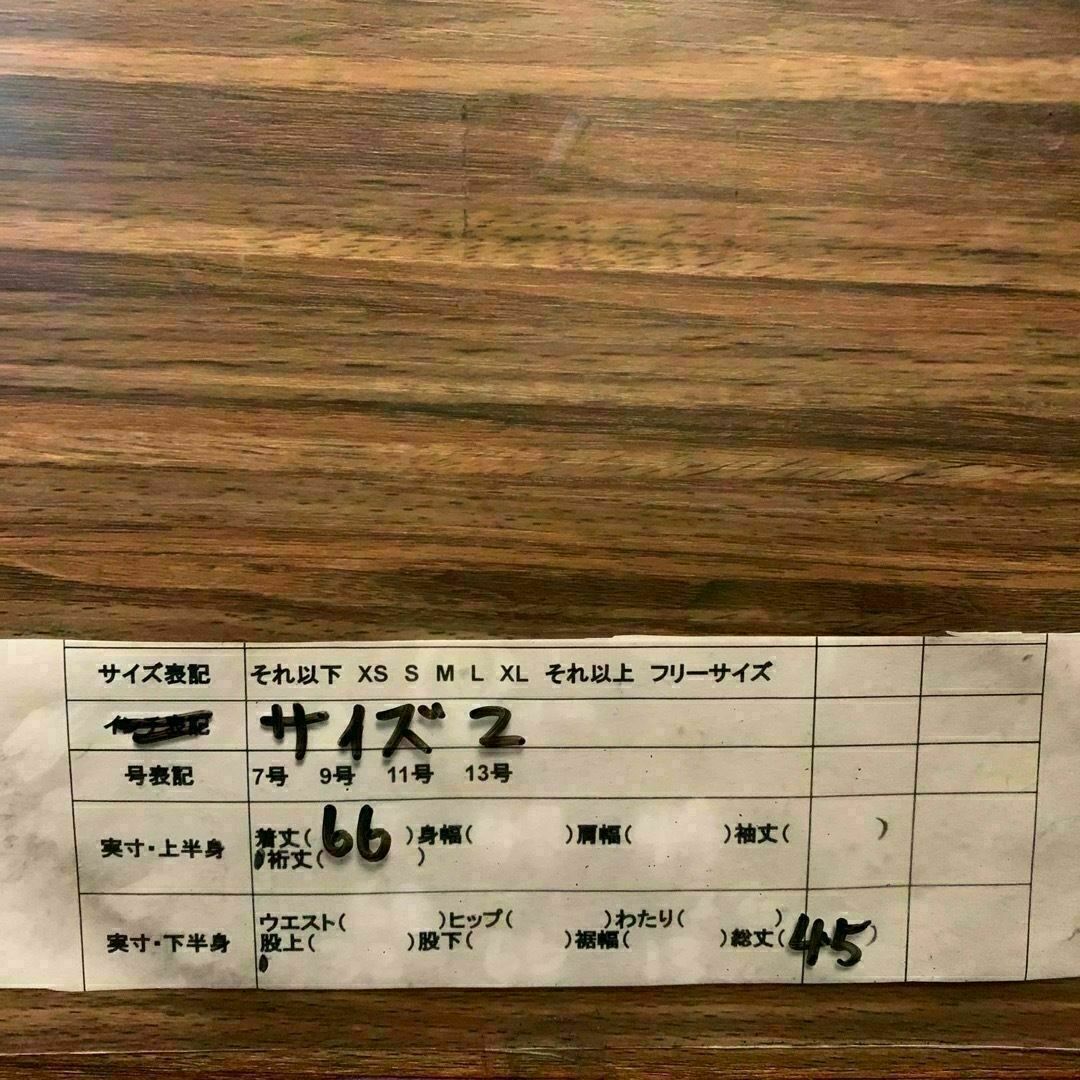 サイズ表記 それ以下 XS S M L XL それ以上 フリーサイズ
表記 サイズ 2
号表記 7号 9号 11号 13号
実寸・上半身 着丈( 66 )身幅( )肩幅( )袖丈( )
裄丈( )
実寸・下半身 ウエスト( )ヒップ( )わたり( )
股上( )股下( )裾幅( )総丈( 45 )